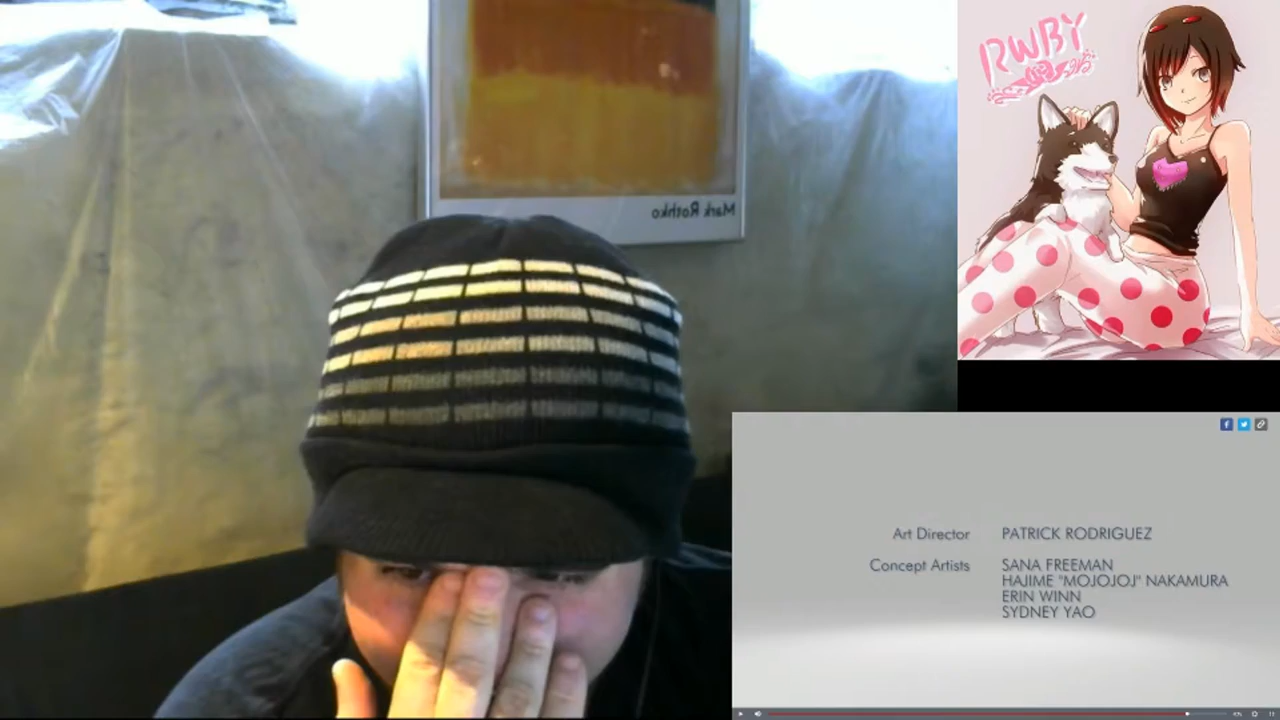 RWBY
Mark Rothko
Art Director PATRICK RODRIGUEZ
Concept Artists SANA FREEMAN
HAJIME "MOJOJOJ" NAKAMURA
ERIN WINN
SYDNEY YAO